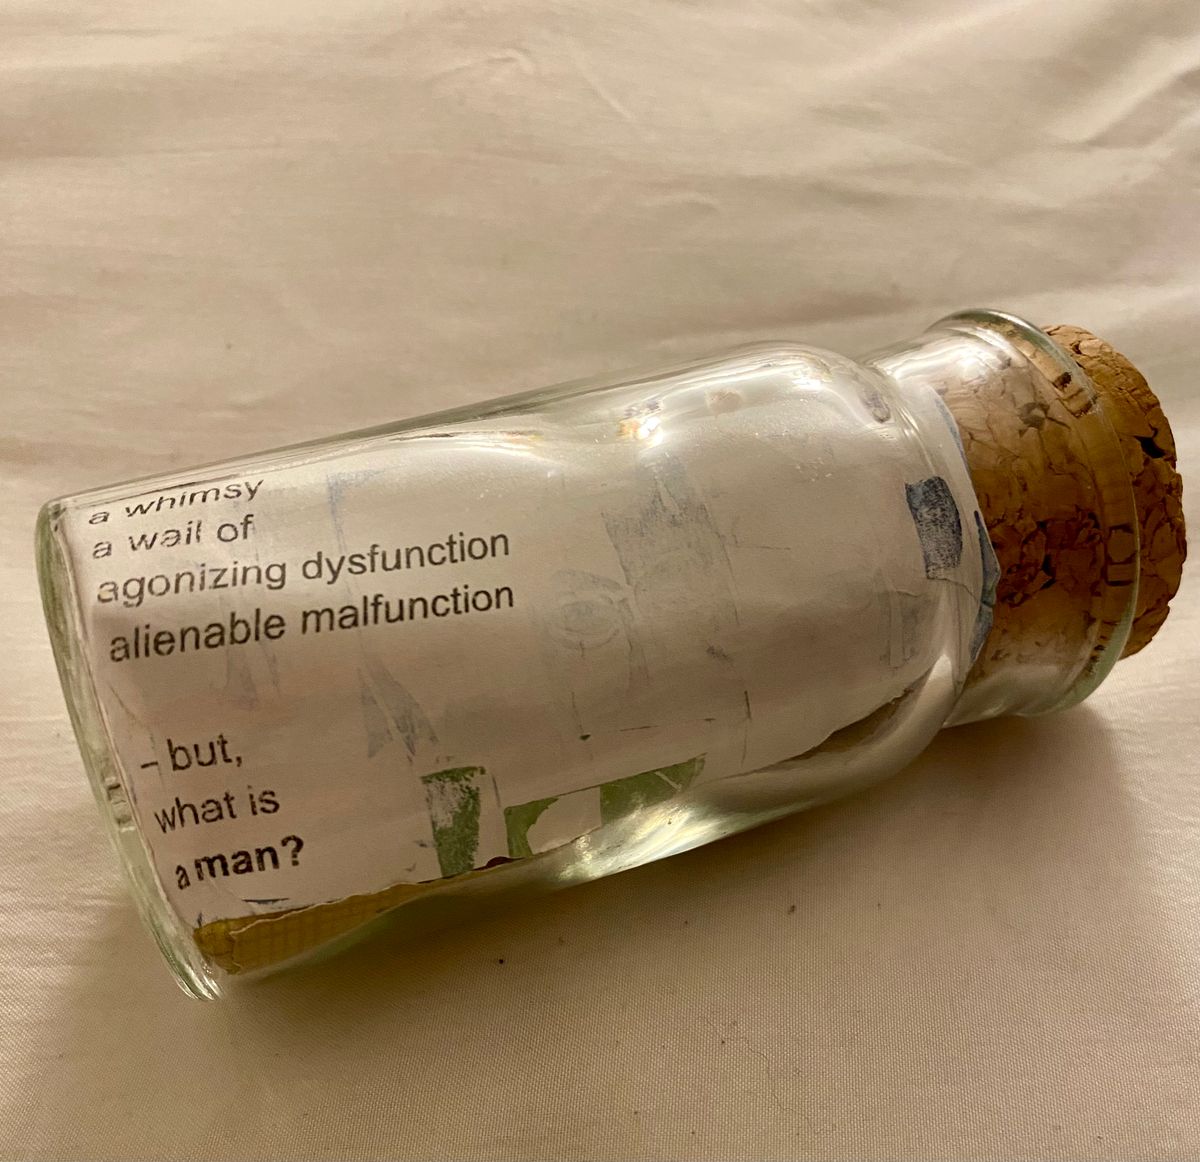 a whimsy
a wail of
agonizing dysfunction
alienable malfunction
– but,
what is
a man?